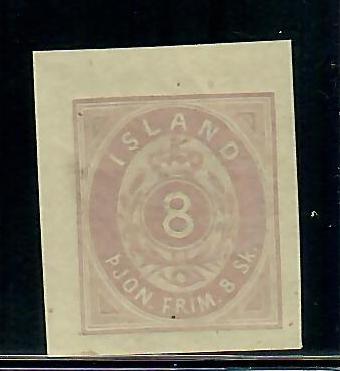 ISLAND
8
ÞJON. FRIM. 8 SK.